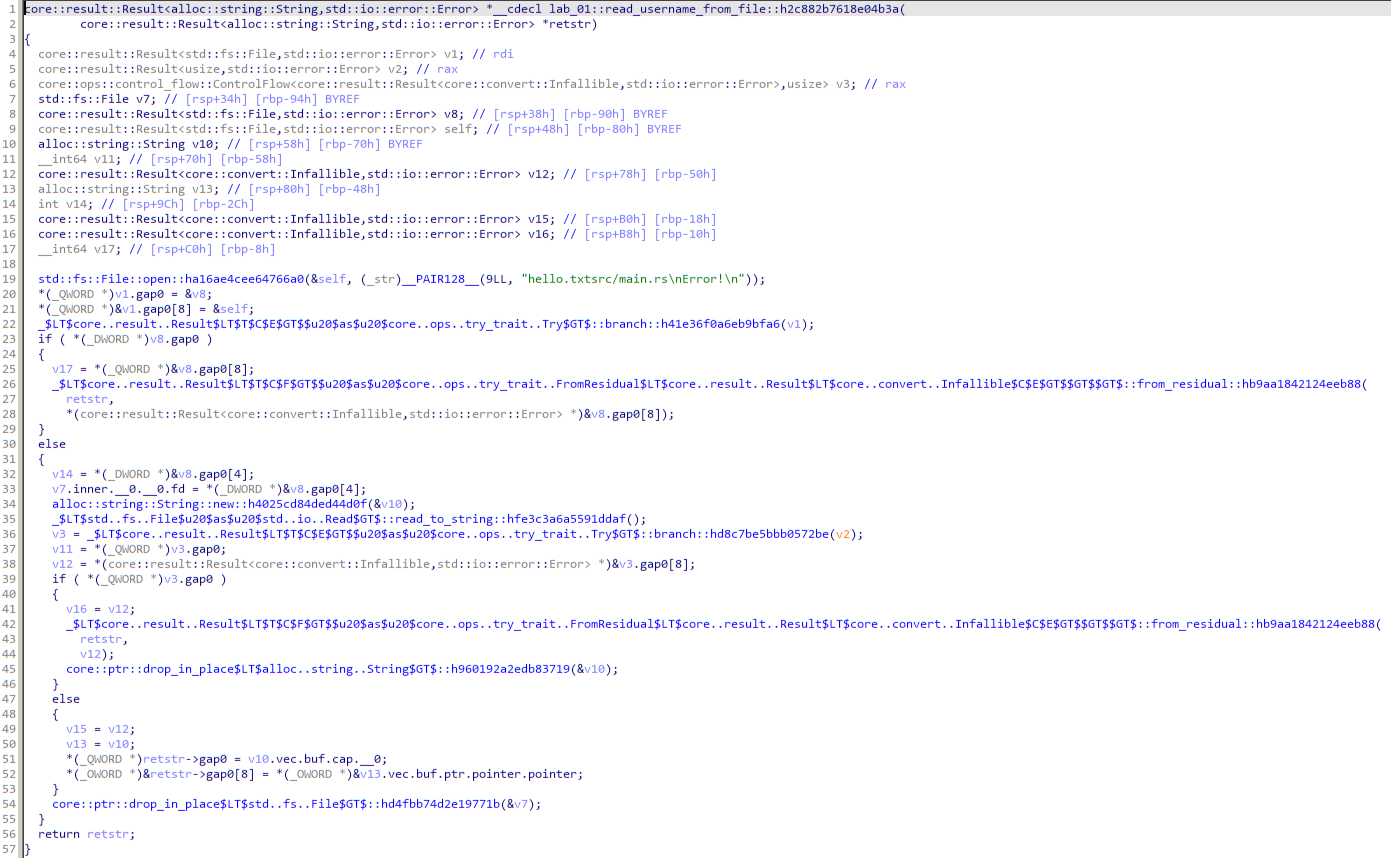 1 core::result::Result<alloc::string::String,std::io::error::Error> *__cdecl lab_01::read_username_from_file::h2c882b7618e04b3a(
2         core::result::Result<alloc::string::String,std::io::error::Error> *retstr)
3 {
4   core::result::Result<std::fs::File,std::io::error::Error> v1; // rdi
5   core::result::Result<usize,std::io::error::Error> v2; // rax
6   core::ops::control_flow::ControlFlow<core::result::Result<core::convert::Infallible,std::io::error::Error>,usize> v3; // rax
7   std::fs::File v7; // [rsp+34h] [rbp-94h] BYREF
8   core::result::Result<std::fs::File,std::io::error::Error> v8; // [rsp+38h] [rbp-90h] BYREF
9   core::result::Result<std::fs::File,std::io::error::Error> self; // [rsp+48h] [rbp-80h] BYREF
10   alloc::string::String v10; // [rsp+58h] [rbp-70h] BYREF
11   __int64 v11; // [rsp+70h] [rbp-58h]
12   core::result::Result<core::convert::Infallible,std::io::error::Error> v12; // [rsp+78h] [rbp-50h]
13   alloc::string::String v13; // [rsp+80h] [rbp-48h]
14   int v14; // [rsp+9Ch] [rbp-2Ch]
15   core::result::Result<core::convert::Infallible,std::io::error::Error> v15; // [rsp+B0h] [rbp-18h]
16   core::result::Result<core::convert::Infallible,std::io::error::Error> v16; // [rsp+B8h] [rbp-10h]
17   __int64 v17; // [rsp+C0h] [rbp-8h]
18
19   std::fs::File::open::ha16ae4cee64766a0(&self, (_str)__PAIR128__(9LL, "hello.txtsrc/main.rs\nError!\n"));
20   *(_QWORD *)v1.gap0 = &v8;
21   *(_QWORD *)&v1.gap0[8] = &self;
22   _$LT$core..result..Result$LT$T$C$E$GT$$u20$as$u20$core..ops..try_trait..Try$GT$::branch::h41e36f0a6eb9bfa6(v1);
23   if ( *(_DWORD *)v8.gap0 )
24   {
25     v17 = *(_QWORD *)&v8.gap0[8];
26     _$LT$core..result..Result$LT$T$C$F$GT$$u20$as$u20$core..ops..try_trait..FromResidual$LT$core..result..Result$LT$core..convert..Infallible$C$E$GT$$GT$$GT$::from_residual::hb9aa1842124eeb88(
27       retstr,
28       *(core::result::Result<core::convert::Infallible,std::io::error::Error> *)&v8.gap0[8]);
29   }
30   else
31   {
32     v14 = *(_DWORD *)&v8.gap0[4];
33     v7.inner.__0.__0.fd = *(_DWORD *)&v8.gap0[4];
34     alloc::string::String::new::h4025cd84ded44d0f(&v10);
35     _$LT$std..fs..File$u20$as$u20$std..io..Read$GT$::read_to_string::hfe3c3a6a5591ddaf();
36     v3 = _$LT$core..result..Result$LT$T$C$E$GT$$u20$as$u20$core..ops..try_trait..Try$GT$::branch::hd8c7be5bbb0572be(v2);
37     v11 = *(_QWORD *)v3.gap0;
38     v12 = *(core::result::Result<core::convert::Infallible,std::io::error::Error> *)&v3.gap0[8];
39     if ( *(_QWORD *)v3.gap0 )
40     {
41       v16 = v12;
42       _$LT$core..result..Result$LT$T$C$F$GT$$u20$as$u20$core..ops..try_trait..FromResidual$LT$core..result..Result$LT$core..convert..Infallible$C$E$GT$$GT$$GT$::from_residual::hb9aa1842124eeb88(
43         retstr,
44         v12);
45       core::ptr::drop_in_place$LT$alloc..string..String$GT$::h960192a2edb83719(&v10);
46     }
47     else
48     {
49       v15 = v12;
50       v13 = v10;
51       *(_QWORD *)retstr->gap0 = v10.vec.buf.cap.__0;
52       *(_OWORD *)&retstr->gap0[8] = *(_OWORD *)&v13.vec.buf.ptr.pointer.pointer;
53     }
54     core::ptr::drop_in_place$LT$std..fs..File$GT$::hd4fbb74d2e19771b(&v7);
55   }
56   return retstr;
57 }